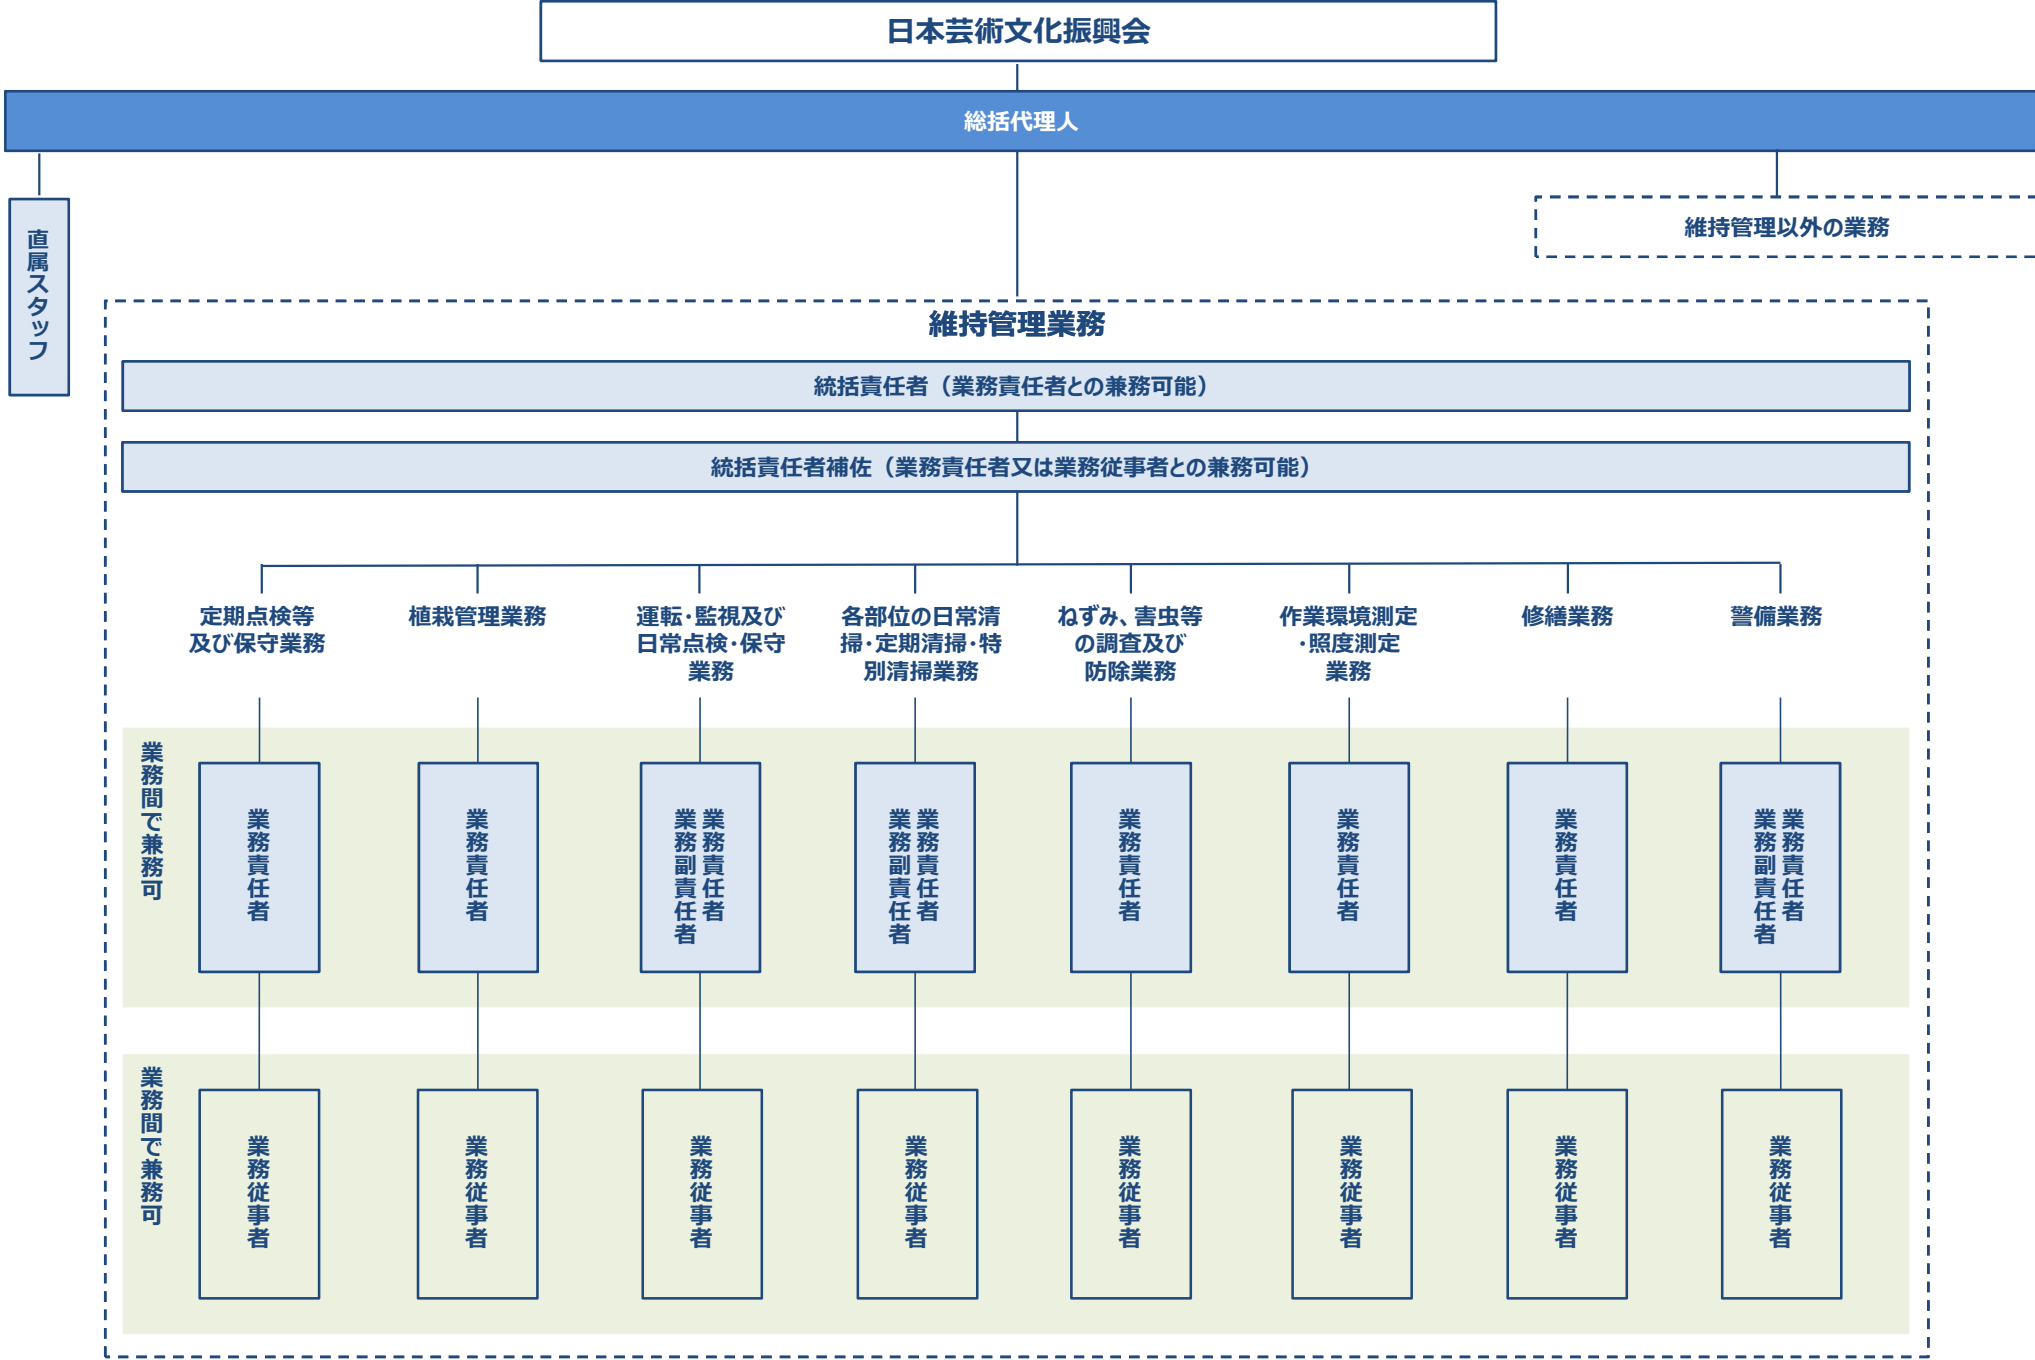 日本芸術文化振興会
総括代理人
直属スタッフ
維持管理以外の業務
維持管理業務
統括責任者（業務責任者との兼務可能）
統括責任者補佐（業務責任者又は業務従事者との兼務可能）
定期点検等
及び保守業務
植栽管理業務
運転・監視及び
日常点検・保守
業務
各部位の日常清
掃・定期清掃・特
別清掃業務
ねずみ、害虫等
の調査及び
防除業務
作業環境測定
・照度測定
業務
修繕業務
警備業務
業務間で兼務可
業務責任者
業務責任者
業務責任者
業務副責任者
業務責任者
業務副責任者
業務責任者
業務責任者
業務責任者
業務責任者
業務副責任者
業務間で兼務可
業務従事者
業務従事者
業務従事者
業務従事者
業務従事者
業務従事者
業務従事者
業務従事者